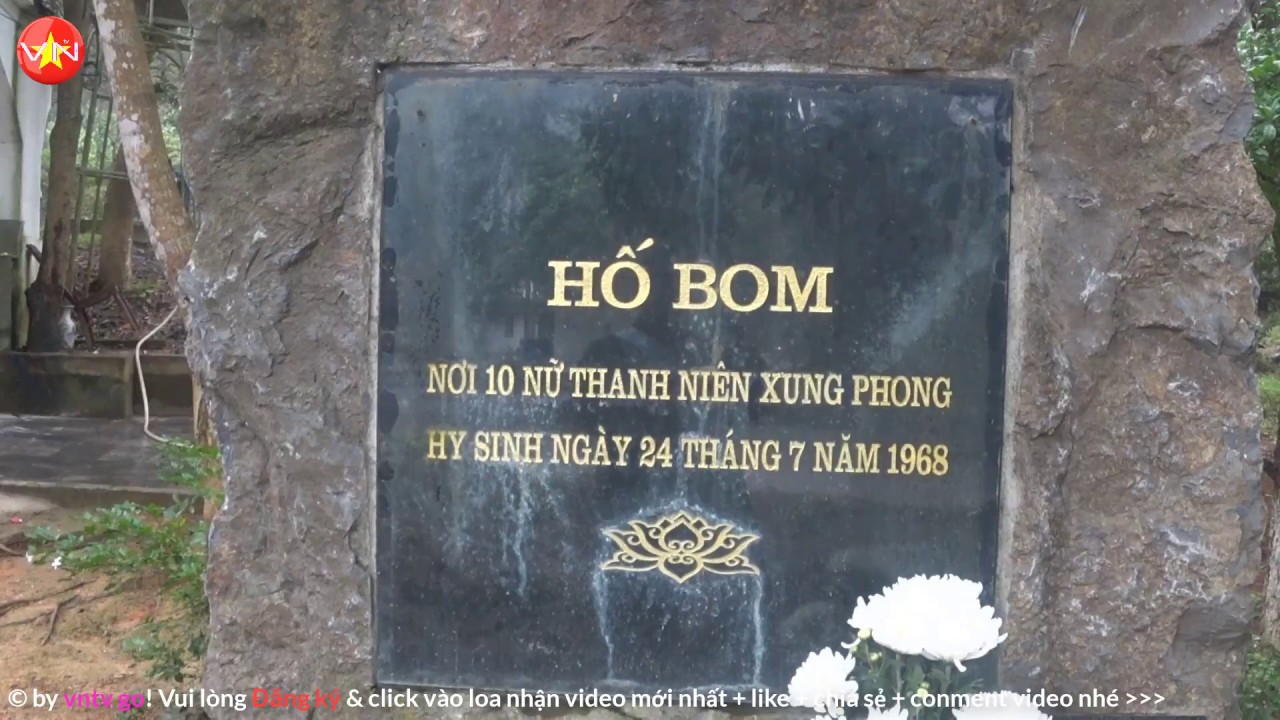 VTVN
HỐ BOM
NƠI 10 NỮ THANH NIÊN XUNG PHONG
HY SINH NGÀY 24 THÁNG 7 NĂM 1968
© by vntv go! Vui lòng Đăng ký & click vào loa nhận video mới nhất + like + chia sẻ + conment video nhé >>>